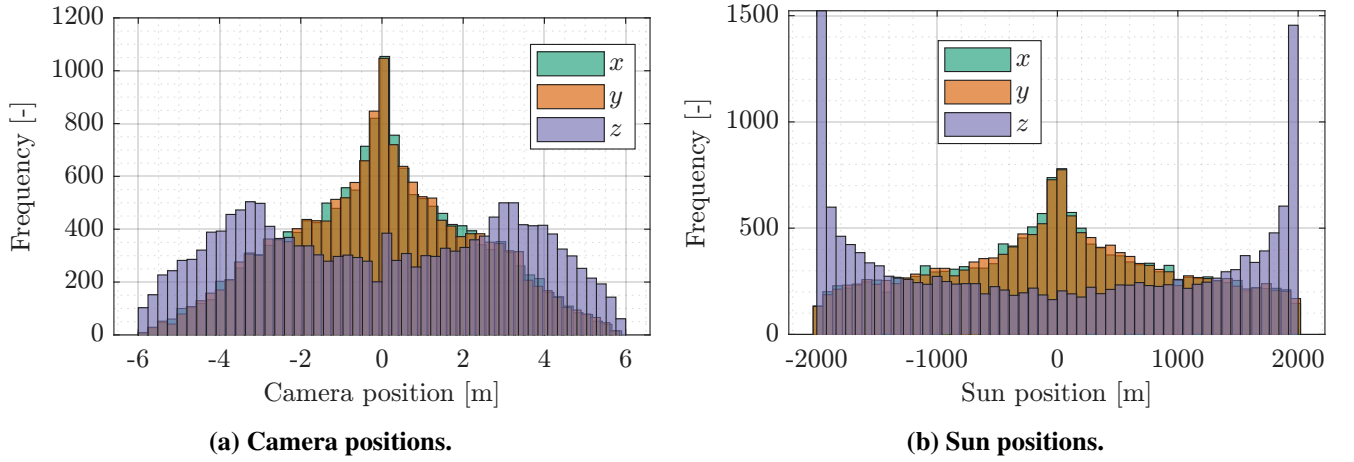 1200
1000
800
600
400
200
0
Frequency [-]
x
y
z
-6
-4
-2
0
2
4
6
Camera position [m]
(a) Camera positions.
1500
1000
500
0
Frequency [-]
x
y
z
-2000
-1000
0
1000
2000
Sun position [m]
(b) Sun positions.